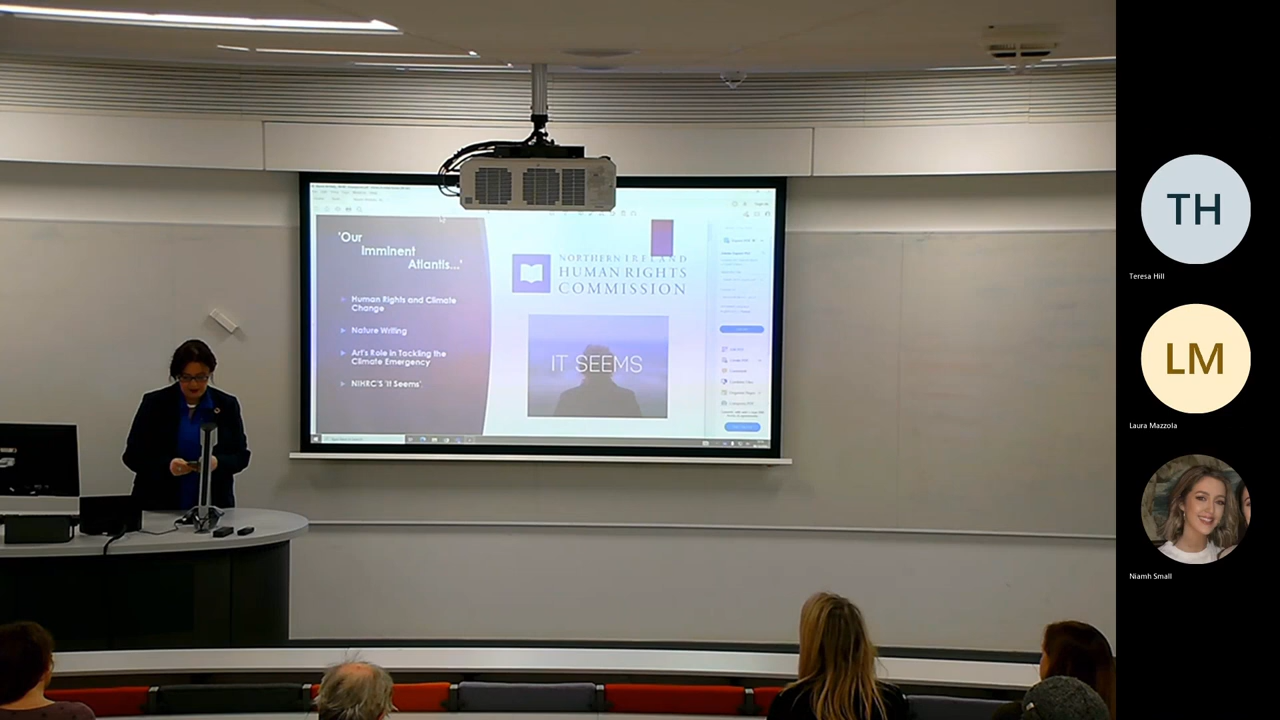 'Our
Imminent
Atlantis...'
Human Rights and Climate
Change
Nature Writing
Art's Role in Tackling the
Climate Emergency
NIHRC'S 'It Seems'.
NORTHERN IRELAND
HUMAN RIGHTS
COMMISSION
IT SEEMS
TH
Teresa Hill
LM
Laura Mazzola
Niamh Small